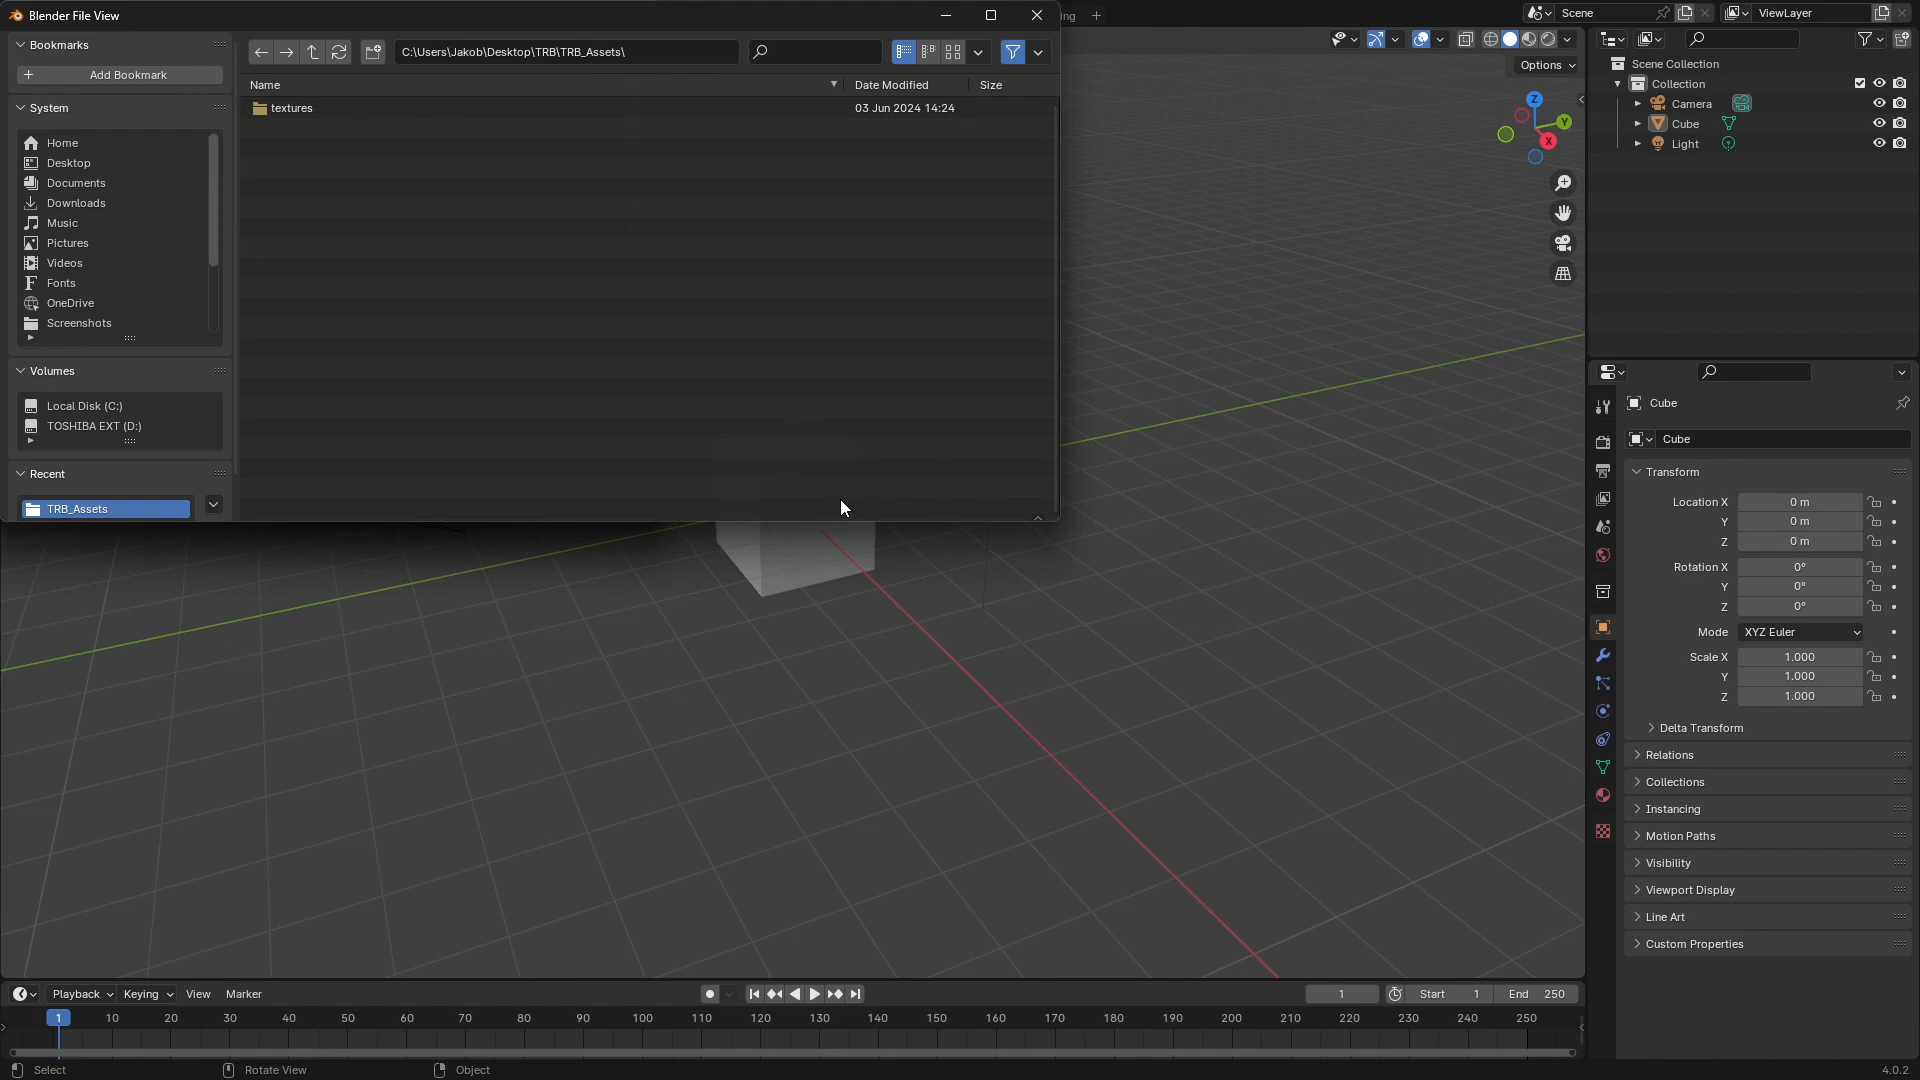 Blender File View
ing
Scene
ViewLayer
Bookmarks
Add Bookmark
C:\Users\Jakob\Desktop\TRB\TRB_Assets\
Name
Date Modified
Size
textures
03 Jun 2024 14:24
System
Home
Desktop
Documents
Downloads
Music
Pictures
Videos
Fonts
OneDrive
Screenshots
Volumes
Local Disk (C:)
TOSHIBA EXT (D:)
Recent
TRB_Assets
Options
Z
Y
X
Scene Collection
Collection
Camera
Cube
Light
Cube
Cube
Transform
Location X 0 m
Y 0 m
Z 0 m
Rotation X 0°
Y 0°
Z 0°
Mode XYZ Euler
Scale X 1.000
Y 1.000
Z 1.000
Delta Transform
Relations
Collections
Instancing
Motion Paths
Visibility
Viewport Display
Line Art
Custom Properties
Playback Keying View Marker
1 Start 1 End 250
1 10 20 30 40 50 60 70 80 90 100 110 120 130 140 150 160 170 180 190 200 210 220 230 240 250
Select Rotate View Object 4.0.2